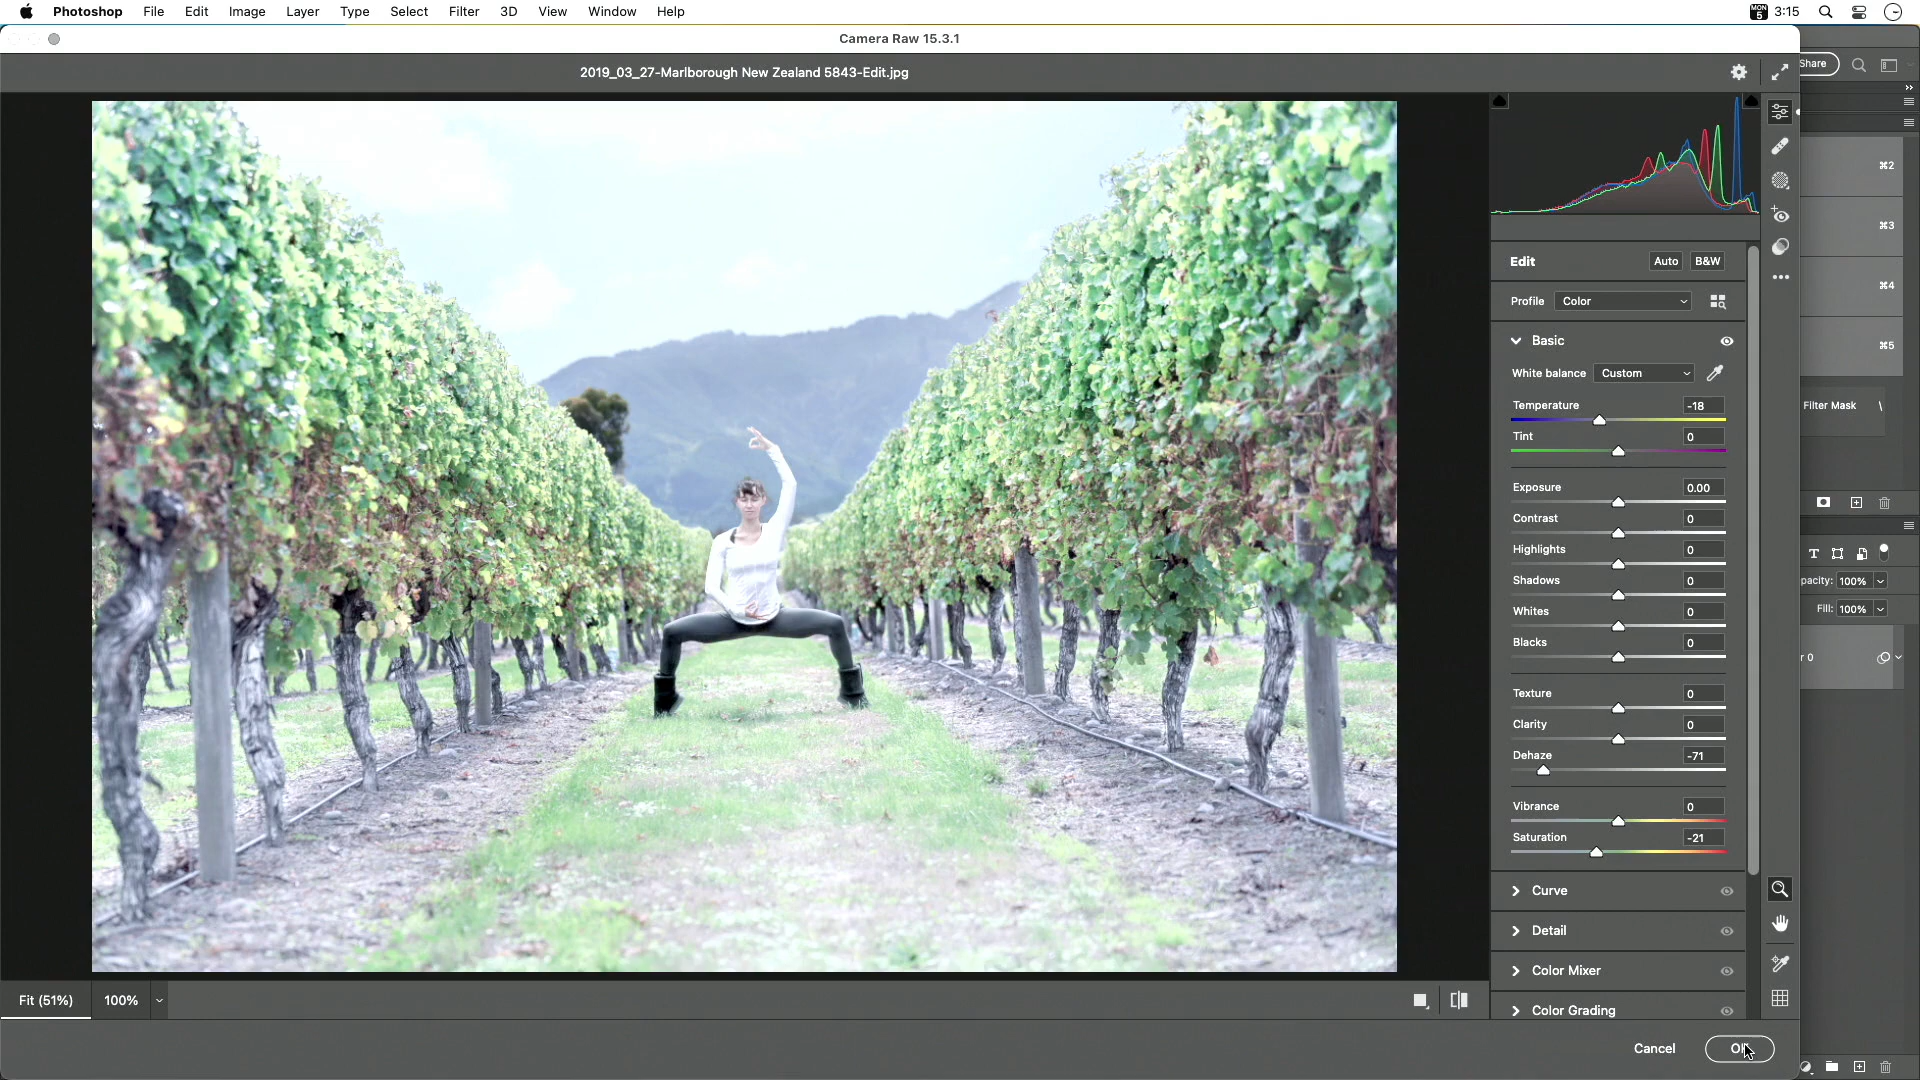 Photoshop File Edit Image Layer Type Select Filter 3D View Window Help MON 5 3:15
Camera Raw 15.3.1
Share
2019_03_27-Marlborough New Zealand 5843-Edit.jpg
⌘2
⌘3
⌘4
⌘5
Edit Auto B&W
Profile Color
Basic
White balance Custom
Temperature -18
Filter Mask \
Tint 0
Exposure 0.00
Contrast 0
Highlights 0
T
Shadows 0
pacity: 100%
Whites 0
Fill: 100%
Blacks 0
r 0
Texture 0
Clarity 0
Dehaze -71
Vibrance 0
Saturation -21
Curve
Detail
Color Mixer
Fit (51%) 100%
Color Grading
Cancel